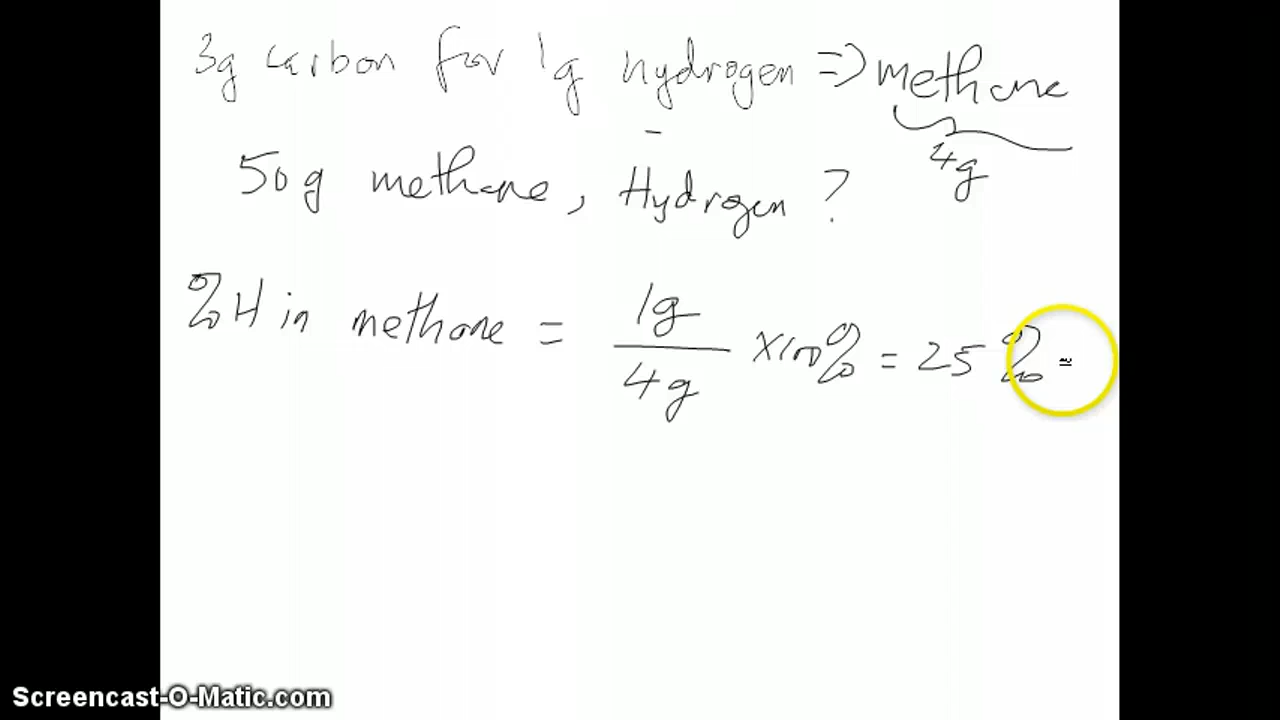 3g carbon for 1g hydrogen => methane
4g
50g methane, Hydrogen ?
% H in methane = 1g / 4g x100% = 25% =
Screencast-O-Matic.com